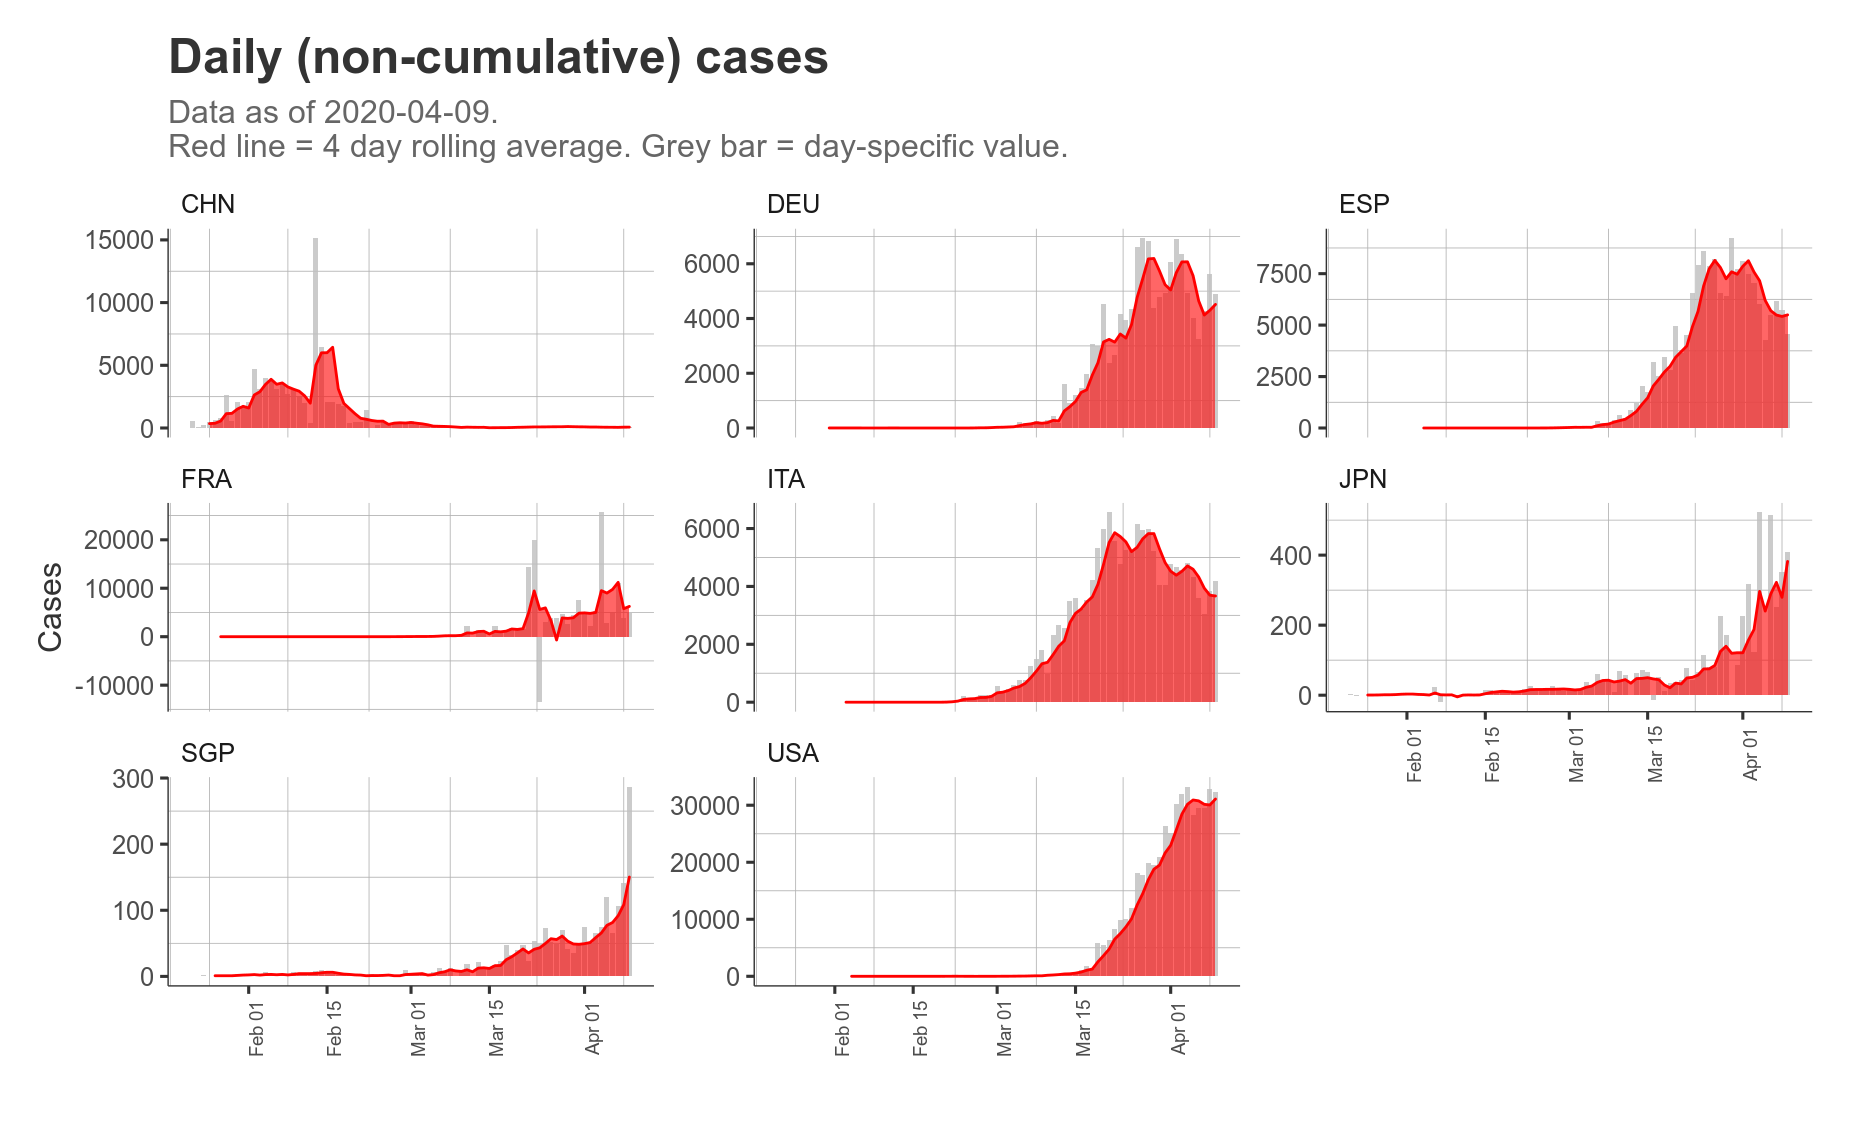 Daily (non-cumulative) cases
Data as of 2020-04-09.
Red line = 4 day rolling average. Grey bar = day-specific value.
Cases
CHN
15000
10000
5000
0
DEU
6000
4000
2000
0
ESP
7500
5000
2500
0
FRA
20000
10000
0
-10000
ITA
6000
4000
2000
0
JPN
400
200
0
Feb 01
Feb 15
Mar 01
Mar 15
Apr 01
SGP
300
200
100
0
Feb 01
Feb 15
Mar 01
Mar 15
Apr 01
USA
30000
20000
10000
0
Feb 01
Feb 15
Mar 01
Mar 15
Apr 01